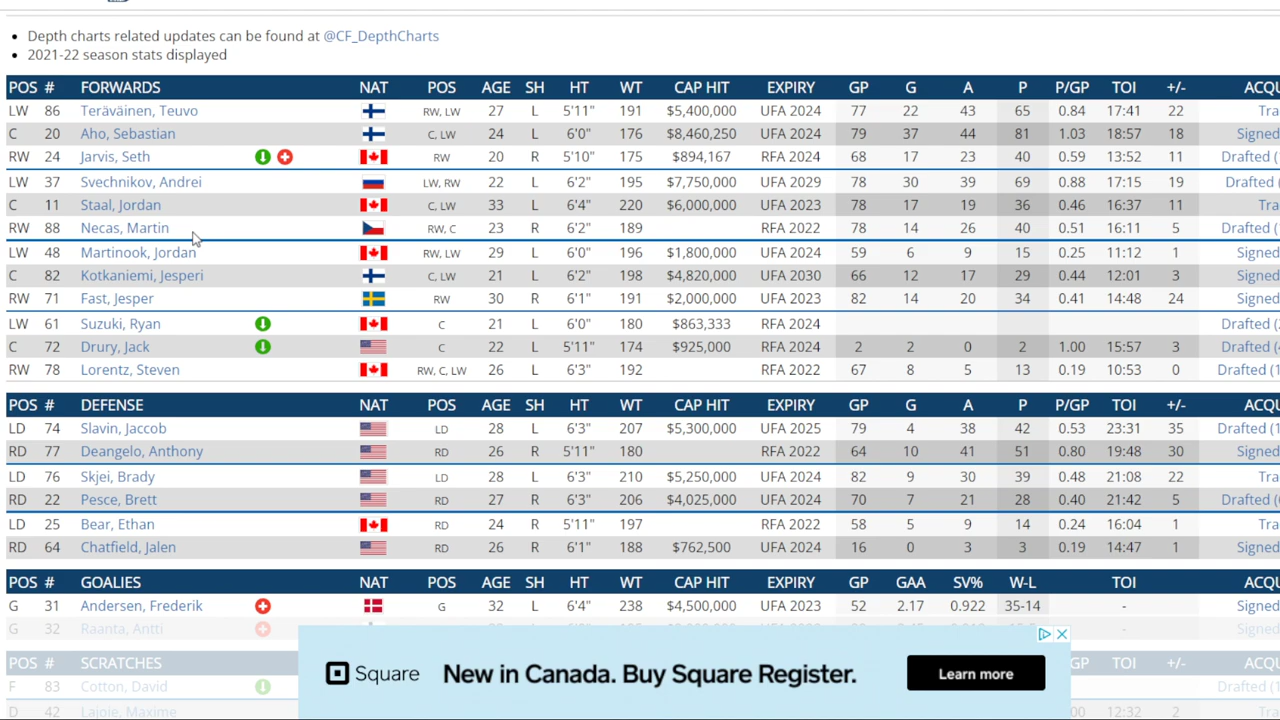 Depth charts related updates can be found at @CF_DepthCharts
2021-22 season stats displayed
POS # FORWARDS NAT POS AGE SH HT WT CAP HIT EXPIRY GP G A P P/GP TOI +/- ACQU
LW 86 Teräväinen, Teuvo RW, LW 27 L 5'11" 191 $5,400,000 UFA 2024 77 22 43 65 0.84 17:41 22 Tra
C 20 Aho, Sebastian C, LW 24 L 6'0" 176 $8,460,250 UFA 2024 79 37 44 81 1.03 18:57 18 Signed
RW 24 Jarvis, Seth RW 20 R 5'10" 175 $894,167 RFA 2024 68 17 23 40 0.59 13:52 11 Drafted (
LW 37 Svechnikov, Andrei LW, RW 22 L 6'2" 195 $7,750,000 UFA 2029 78 30 39 69 0.88 17:15 19 Drafted (
C 11 Staal, Jordan C, LW 33 L 6'4" 220 $6,000,000 UFA 2023 78 17 19 36 0.46 16:37 11 Tra
RW 88 Necas, Martin RW, C 23 R 6'2" 189 RFA 2022 78 14 26 40 0.51 16:11 5 Drafted (
LW 48 Martinook, Jordan RW, LW 29 L 6'0" 196 $1,800,000 UFA 2024 59 6 9 15 0.25 11:12 1 Signed
C 82 Kotkaniemi, Jesperi C, LW 21 L 6'2" 198 $4,820,000 UFA 2030 66 12 17 29 0.44 12:01 3 Signed
RW 71 Fast, Jesper RW 30 R 6'1" 191 $2,000,000 UFA 2023 82 14 20 34 0.41 14:48 24 Signed
LW 61 Suzuki, Ryan C 21 L 6'0" 180 $863,333 RFA 2024 Drafted (
C 72 Drury, Jack C 22 L 5'11" 174 $925,000 RFA 2024 2 2 0 2 1.00 15:57 3 Drafted (
RW 78 Lorentz, Steven RW, C, LW 26 L 6'3" 192 RFA 2022 67 8 5 13 0.19 10:53 0 Drafted (
POS # DEFENSE NAT POS AGE SH HT WT CAP HIT EXPIRY GP G A P P/GP TOI +/- ACQU
LD 74 Slavin, Jaccob LD 28 L 6'3" 207 $5,300,000 UFA 2025 79 4 38 42 0.53 23:31 35 Drafted (
RD 77 Deangelo, Anthony RD 26 R 5'11" 180 RFA 2022 64 10 41 51 0.80 19:48 30 Signed
LD 76 Skjei, Brady LD 28 L 6'3" 210 $5,250,000 UFA 2024 82 9 30 39 0.48 21:08 22 Tra
RD 22 Pesce, Brett RD 27 R 6'3" 206 $4,025,000 UFA 2024 70 7 21 28 0.40 21:42 5 Drafted (
LD 25 Bear, Ethan RD 24 R 5'11" 197 RFA 2022 58 5 9 14 0.24 16:04 1 Tra
RD 64 Chatfield, Jalen RD 26 R 6'1" 188 $762,500 UFA 2024 16 0 3 3 0.19 14:47 1 Signed
POS # GOALIES NAT POS AGE SH HT WT CAP HIT EXPIRY GP GAA SV% W-L TOI ACQU
G 31 Andersen, Frederik G 32 L 6'4" 238 $4,500,000 UFA 2023 52 2.17 0.922 35-14 - Signed
G 32 Raanta, Antti - Signed
POS # SCRATCHES GP TOI +/- ACQU
F 83 Cotton, David Drafted (
D 42 Lajoie, Maxime 12:32 2 Tra
Square
New in Canada. Buy Square Register.
Learn more